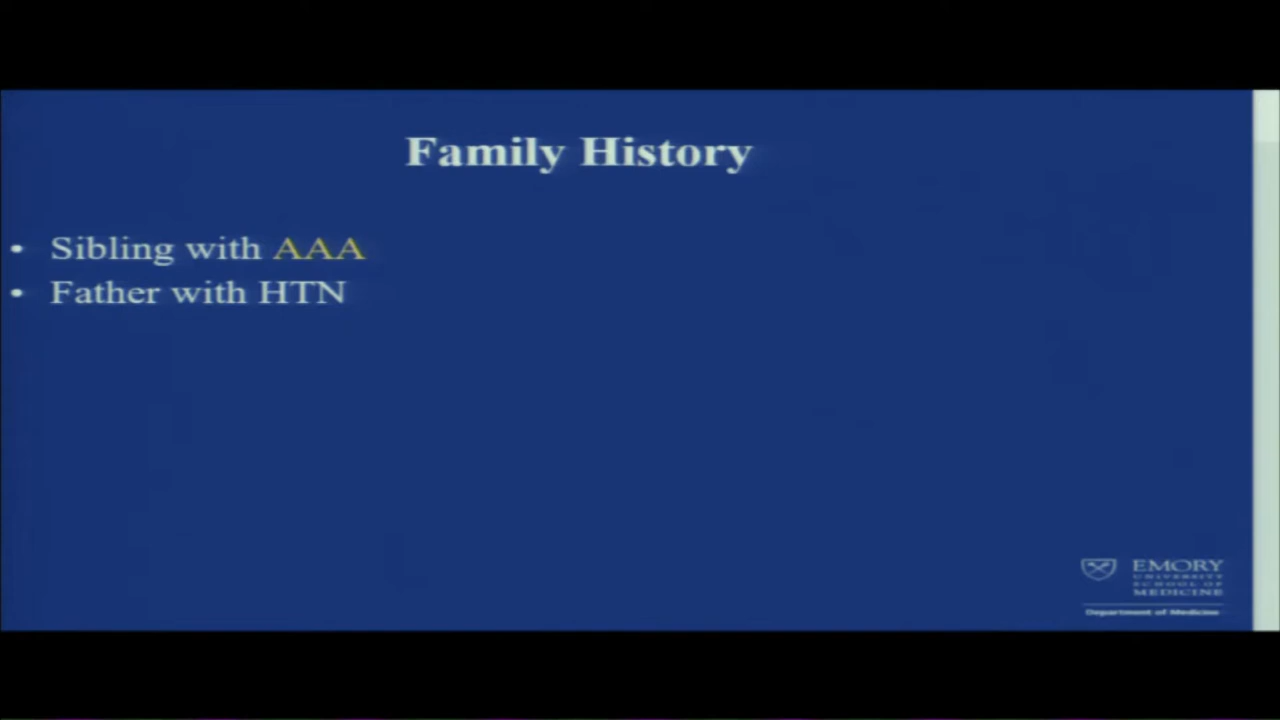 Family History
• Sibling with AAA
• Father with HTN
EMORY
UNIVERSITY
SCHOOL OF
MEDICINE
Department of Medicine